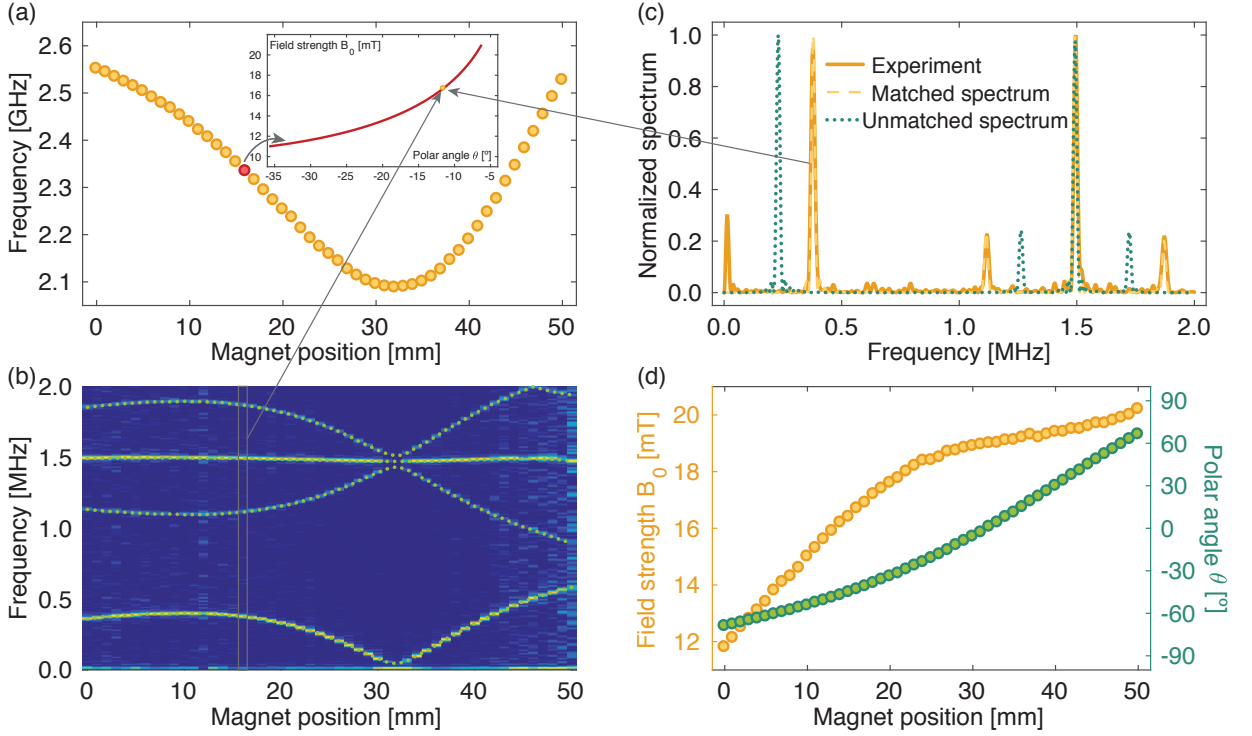 (a)
Frequency [GHz]
2.6
2.5
2.4
2.3
2.2
2.1
0 10 20 30 40 50
Magnet position [mm]
Field strength B0 [mT]
20
18
16
14
12
10
Polar angle θ [º]
-35 -30 -25 -20 -15 -10 -5
(c)
Normalized spectrum
1.0
0.8
0.6
0.4
0.2
0.0
Experiment
Matched spectrum
Unmatched spectrum
0.0 0.5 1.0 1.5 2.0
Frequency [MHz]
(b)
Frequency [MHz]
2.0
1.5
1.0
0.5
0.0
0 10 20 30 40 50
Magnet position [mm]
(d)
Field strength B0 [mT]
20
18
16
14
12
90
60
30
0
-30
-60
-90
Polar angle θ [º]
0 10 20 30 40 50
Magnet position [mm]